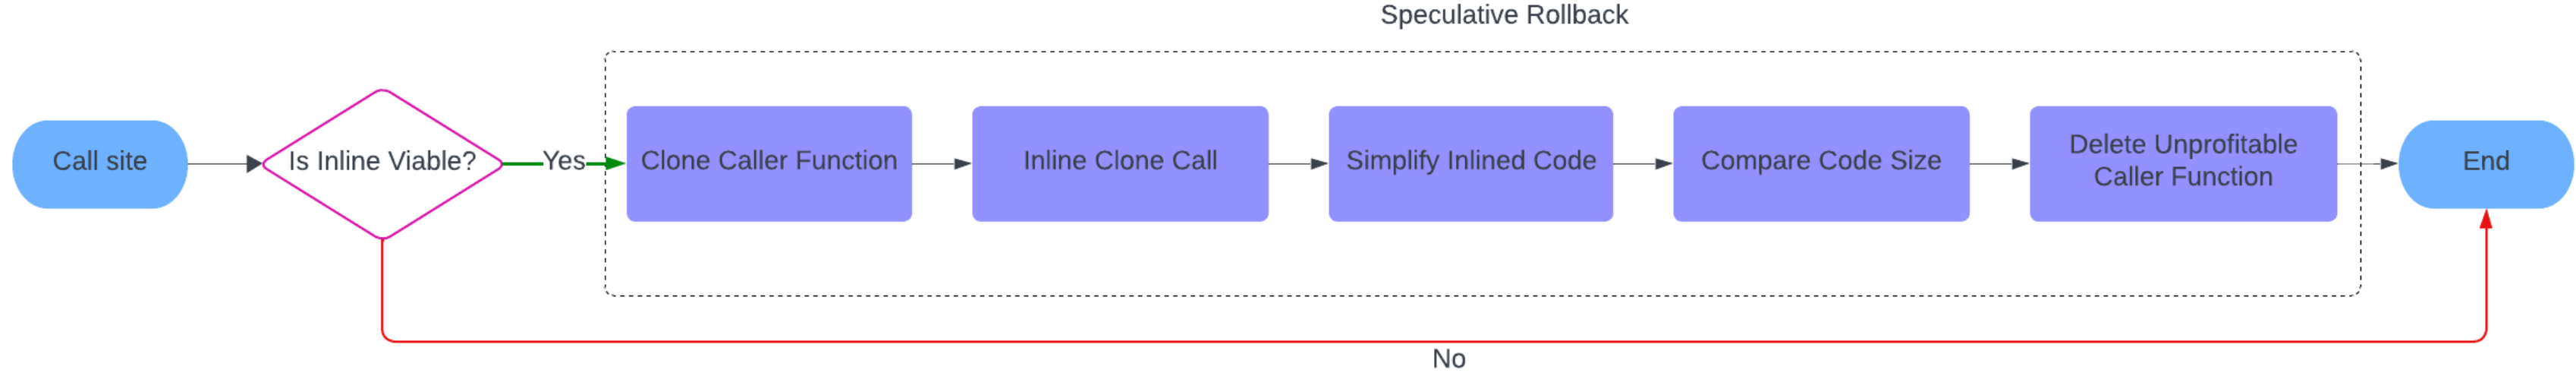 Speculative Rollback
Call site
Is Inline Viable?
Yes
Clone Caller Function
Inline Clone Call
Simplify Inlined Code
Compare Code Size
Delete Unprofitable
Caller Function
End
No